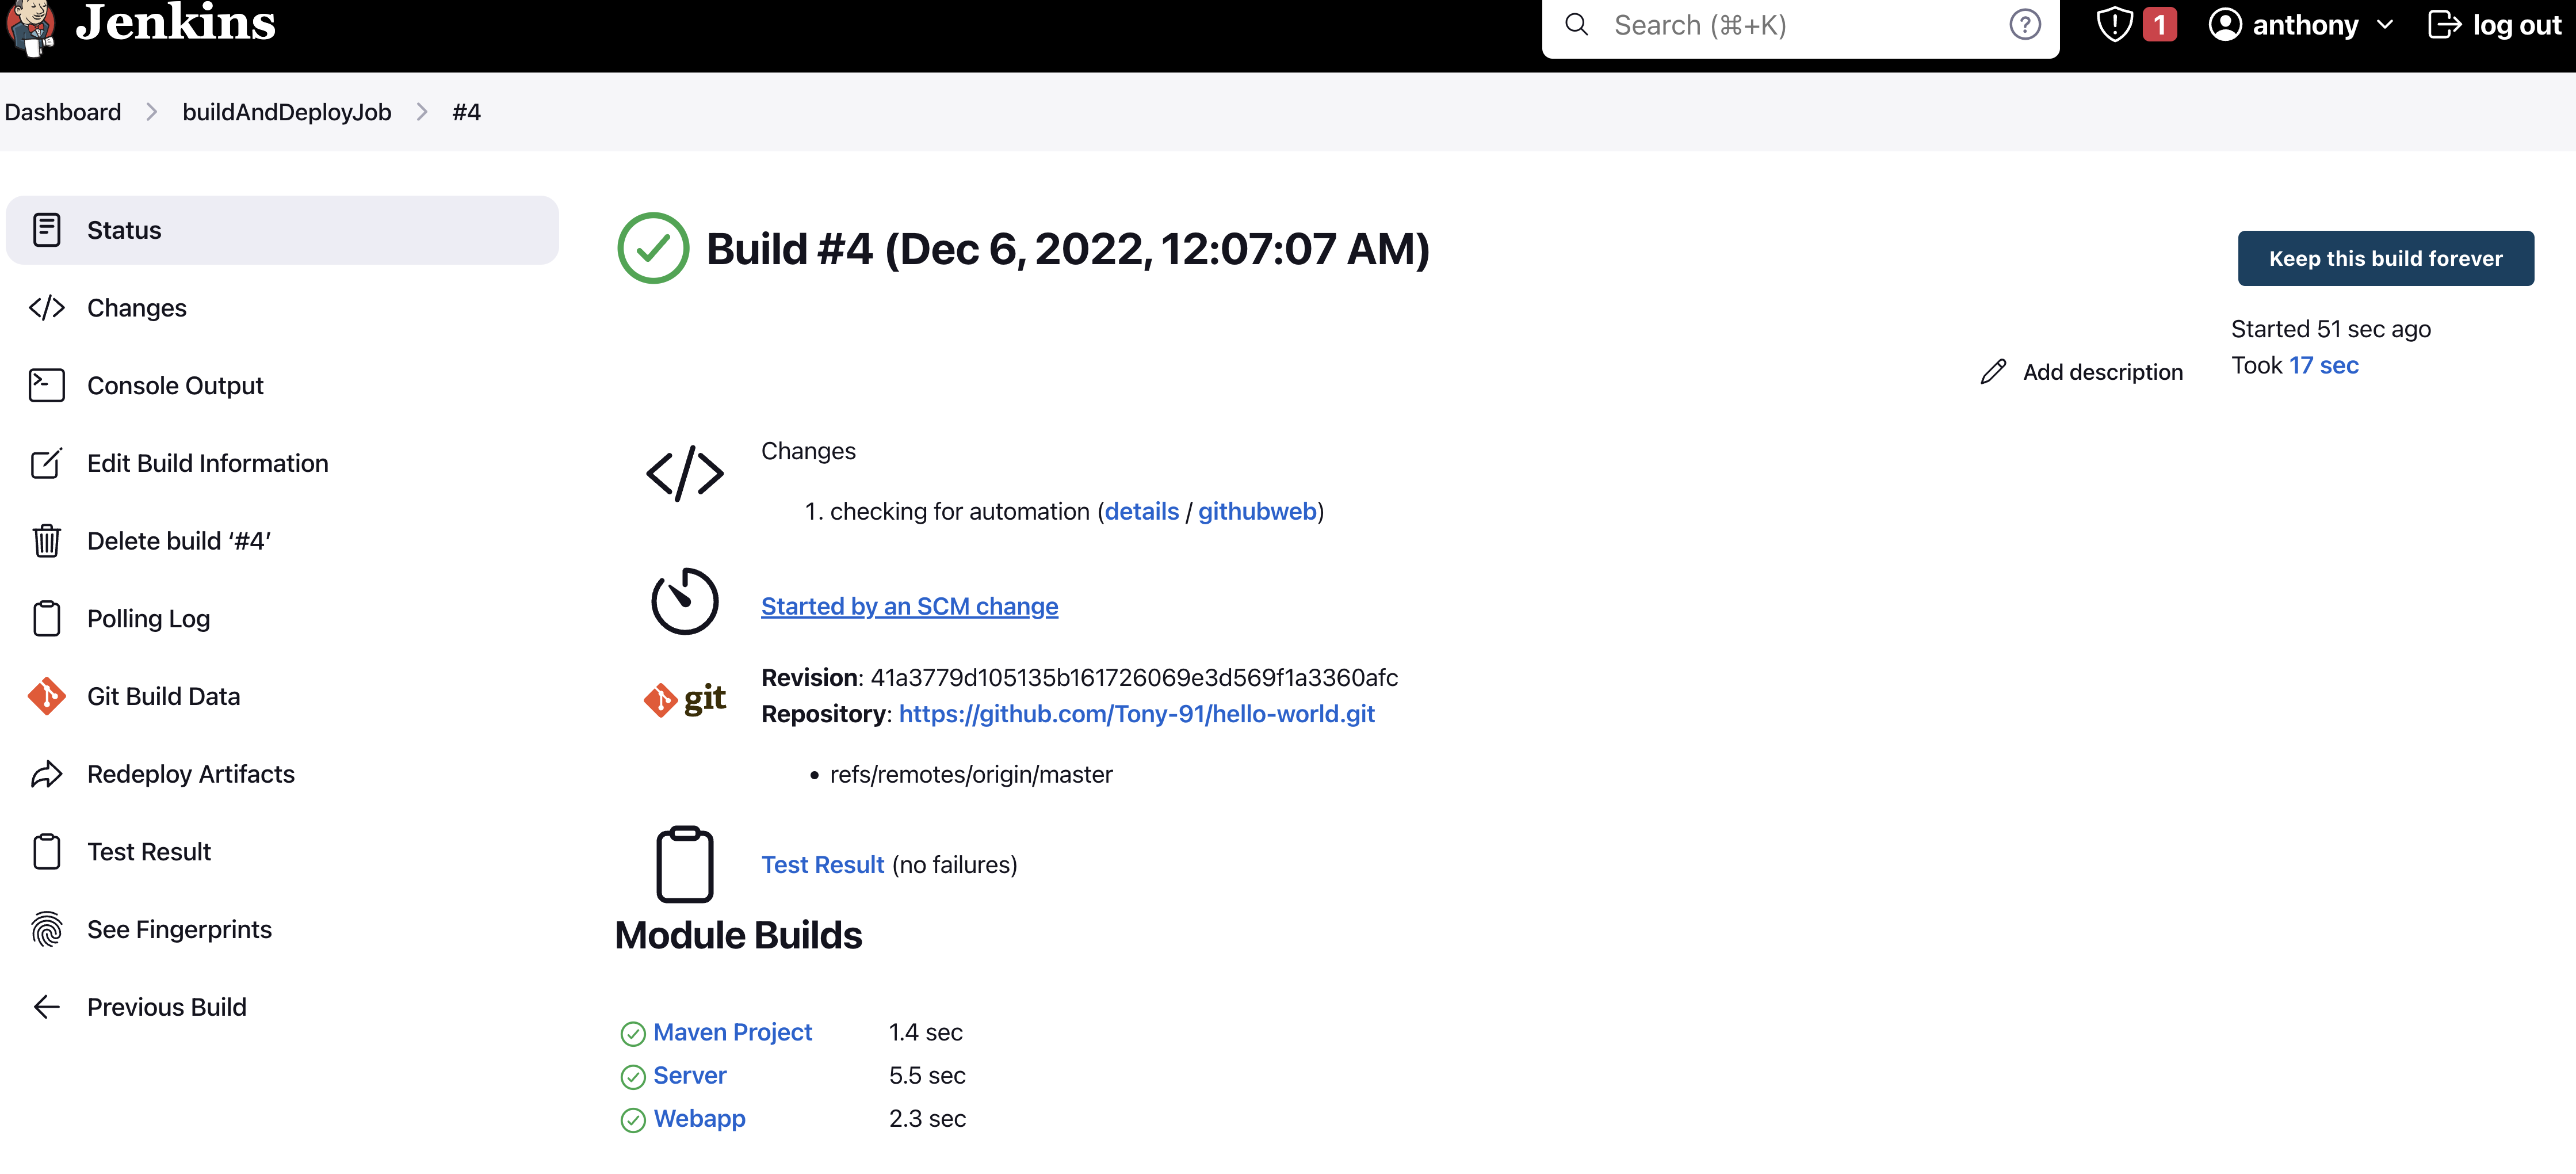 Jenkins
Search (⌘+K)
1
anthony
log out
Dashboard
buildAndDeployJob
#4
Status
Changes
Console Output
Edit Build Information
Delete build ‘#4’
Polling Log
Git Build Data
Redeploy Artifacts
Test Result
See Fingerprints
Previous Build
Build #4 (Dec 6, 2022, 12:07:07 AM)
Keep this build forever
Started 51 sec ago
Took 17 sec
Add description
Changes
1. checking for automation (details / githubweb)
Started by an SCM change
git
Revision: 41a3779d105135b161726069e3d569f1a3360afc
Repository: https://github.com/Tony-91/hello-world.git
• refs/remotes/origin/master
Test Result (no failures)
Module Builds
Maven Project 1.4 sec
Server 5.5 sec
Webapp 2.3 sec